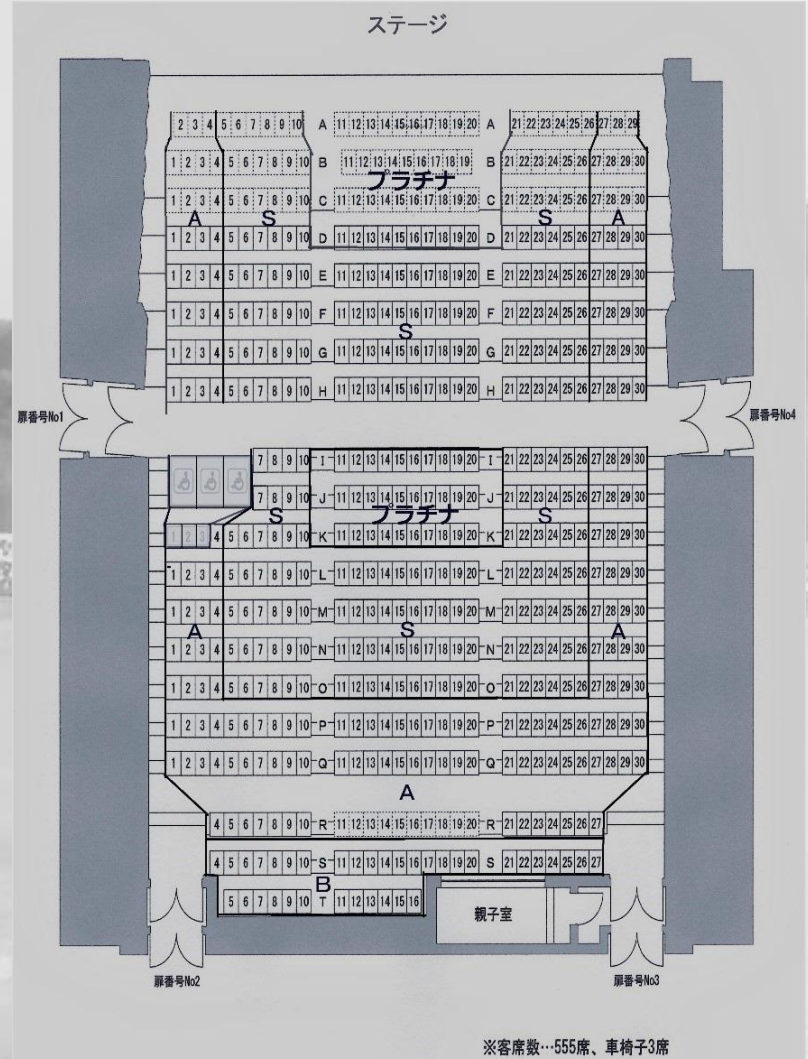 ステージ
2 3 4 5 6 7 8 9 10 A 11 12 13 14 15 16 17 18 19 20 A 21 22 23 24 25 26 27 28 29
1 2 3 4 5 6 7 8 9 10 B 11 12 13 14 15 16 17 18 19 B 21 22 23 24 25 26 27 28 29 30
プラチナ
1 2 3 4 5 6 7 8 9 10 C 11 12 13 14 15 16 17 18 19 20 C 21 22 23 24 25 26 27 28 29 30
A S S A
1 2 3 4 5 6 7 8 9 10 D 11 12 13 14 15 16 17 18 19 20 D 21 22 23 24 25 26 27 28 29 30
1 2 3 4 5 6 7 8 9 10 E 11 12 13 14 15 16 17 18 19 20 E 21 22 23 24 25 26 27 28 29 30
1 2 3 4 5 6 7 8 9 10 F 11 12 13 14 15 16 17 18 19 20 F 21 22 23 24 25 26 27 28 29 30
S
1 2 3 4 5 6 7 8 9 10 G 11 12 13 14 15 16 17 18 19 20 G 21 22 23 24 25 26 27 28 29 30
1 2 3 4 5 6 7 8 9 10 H 11 12 13 14 15 16 17 18 19 20 H 21 22 23 24 25 26 27 28 29 30
扉番号No1 扉番号No4
7 8 9 10 I 11 12 13 14 15 16 17 18 19 20 I 21 22 23 24 25 26 27 28 29 30
7 8 9 10 J 11 12 13 14 15 16 17 18 19 20 J 21 22 23 24 25 26 27 28 29 30
S プラチナ S
1 2 3 4 5 6 7 8 9 10 K 11 12 13 14 15 16 17 18 19 20 K 21 22 23 24 25 26 27 28 29 30
1 2 3 4 5 6 7 8 9 10 L 11 12 13 14 15 16 17 18 19 20 L 21 22 23 24 25 26 27 28 29 30
1 2 3 4 5 6 7 8 9 10 M 11 12 13 14 15 16 17 18 19 20 M 21 22 23 24 25 26 27 28 29 30
A S A
1 2 3 4 5 6 7 8 9 10 N 11 12 13 14 15 16 17 18 19 20 N 21 22 23 24 25 26 27 28 29 30
1 2 3 4 5 6 7 8 9 10 O 11 12 13 14 15 16 17 18 19 20 O 21 22 23 24 25 26 27 28 29 30
1 2 3 4 5 6 7 8 9 10 P 11 12 13 14 15 16 17 18 19 20 P 21 22 23 24 25 26 27 28 29 30
1 2 3 4 5 6 7 8 9 10 Q 11 12 13 14 15 16 17 18 19 20 Q 21 22 23 24 25 26 27 28 29 30
A
4 5 6 7 8 9 10 R 11 12 13 14 15 16 17 18 19 20 R 21 22 23 24 25 26 27
4 5 6 7 8 9 10 S 11 12 13 14 15 16 17 18 19 20 S 21 22 23 24 25 26 27
B
5 6 7 8 9 10 T 11 12 13 14 15 16
親子室
扉番号No2 扉番号No3
※客席数…555席、車椅子3席